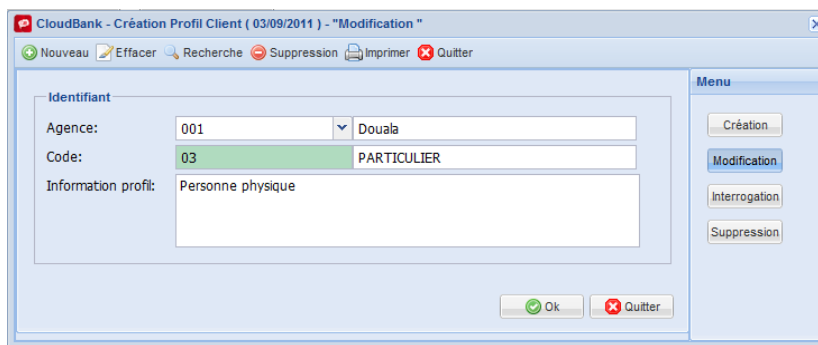 CloudBank - Création Profil Client ( 03/09/2011 ) - "Modification "
Nouveau Effacer Recherche Suppression Imprimer Quitter
Menu
Identifiant
Agence: 001 Douala
Code: 03 PARTICULIER
Information profil: Personne physique
Création
Modification
Interrogation
Suppression
Ok Quitter